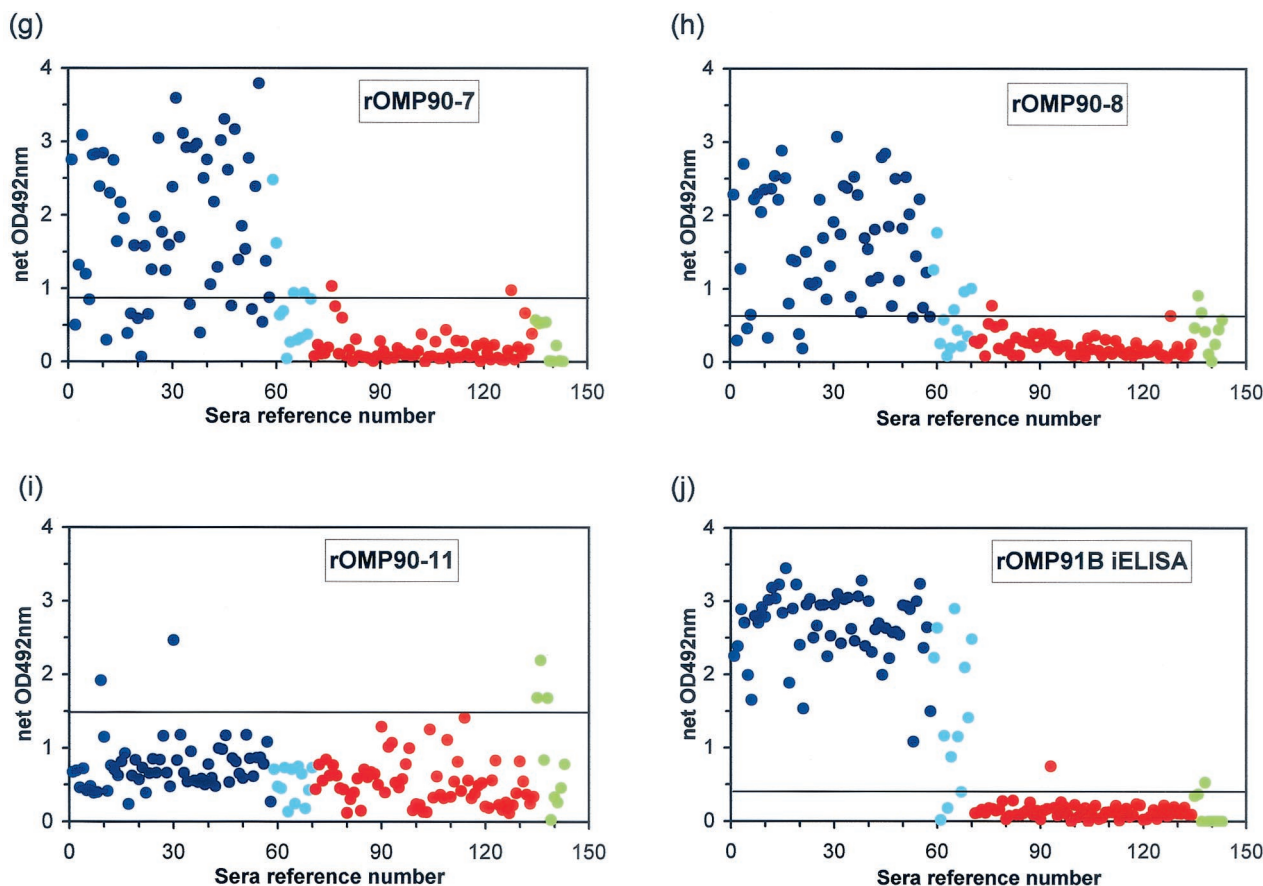 (g)
rOMP90-7
net OD492nm
4
3
2
1
0
0 30 60 90 120 150
Sera reference number
(h)
rOMP90-8
net OD492nm
4
3
2
1
0
0 30 60 90 120 150
Sera reference number
(i)
rOMP90-11
net OD492nm
4
3
2
1
0
0 30 60 90 120 150
Sera reference number
(j)
rOMP91B iELISA
net OD492nm
4
3
2
1
0
0 30 60 90 120 150
Sera reference number